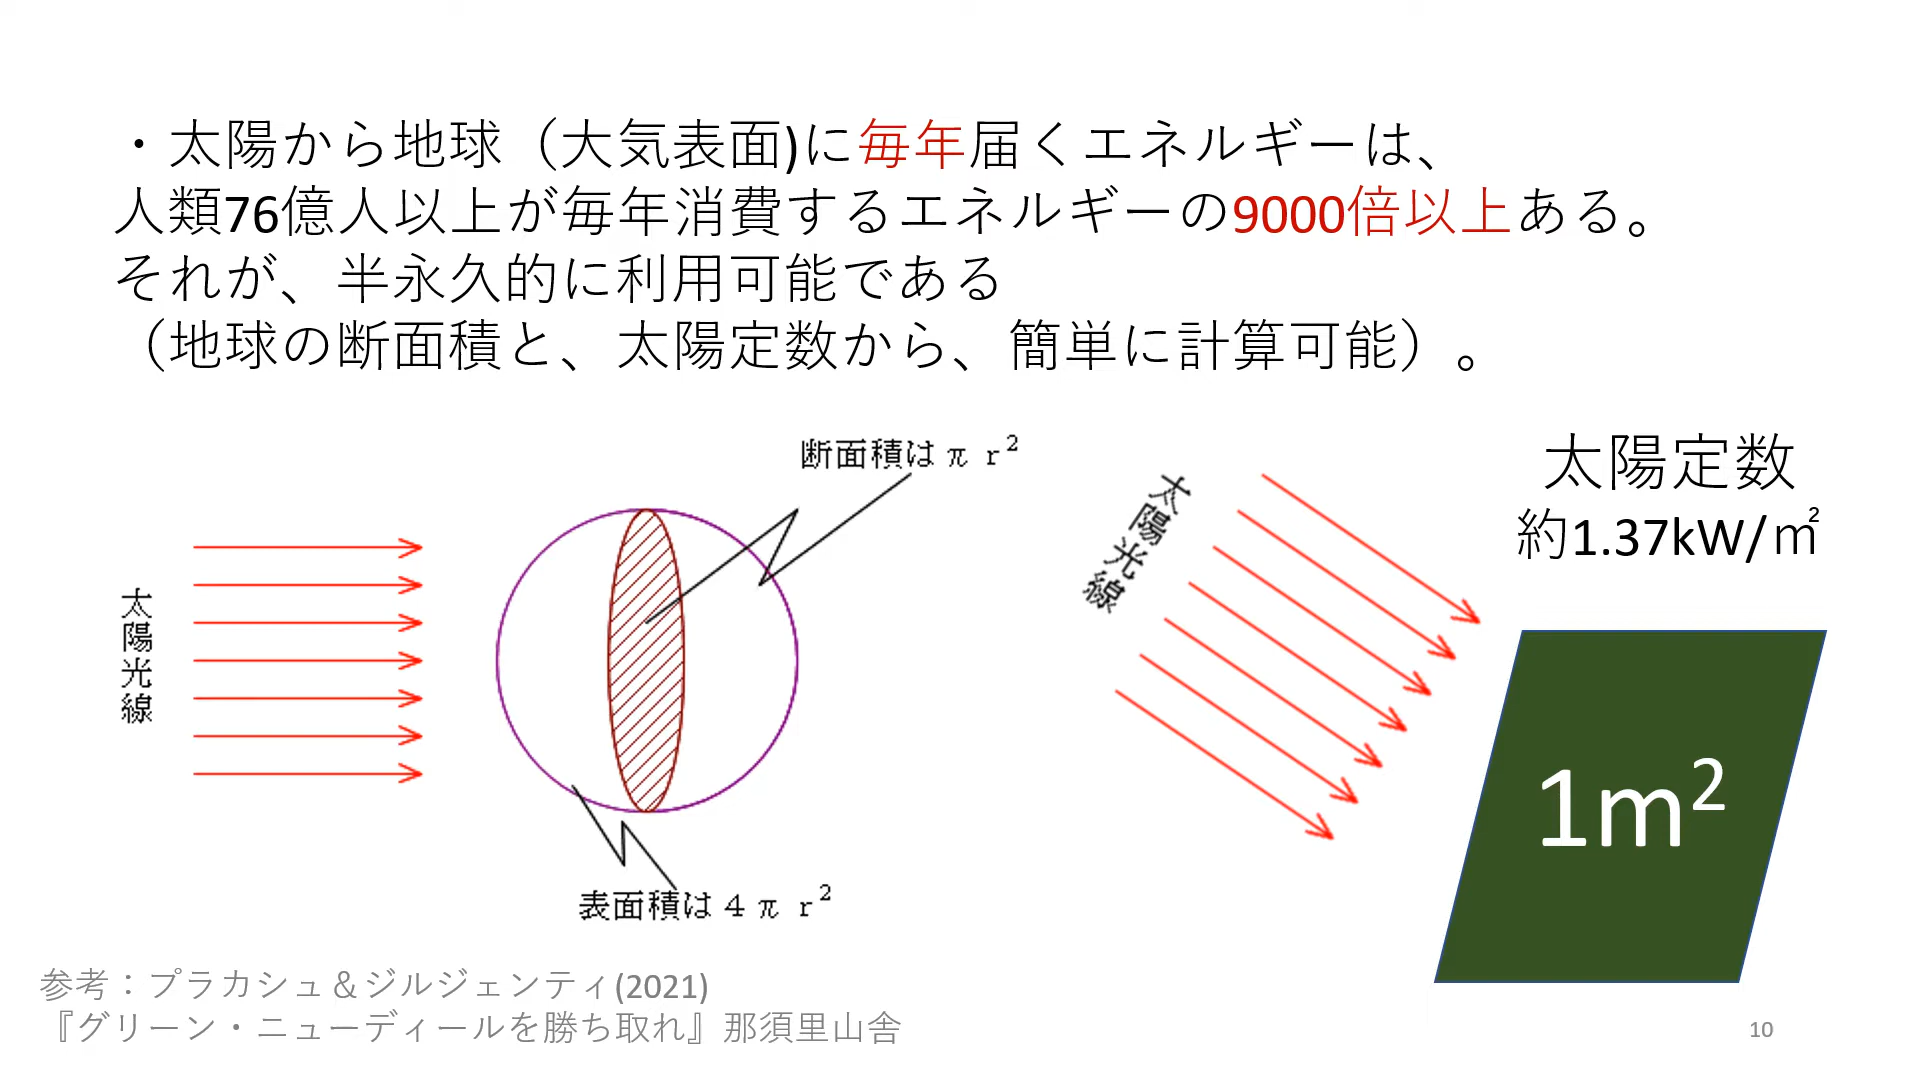 ・太陽から地球（大気表面)に毎年届くエネルギーは、
人類76億人以上が毎年消費するエネルギーの9000倍以上ある。
それが、半永久的に利用可能である
（地球の断面積と、太陽定数から、簡単に計算可能）。
断面積はπ r²
太陽光線
太陽光線
太陽定数
約1.37kW/㎡
1m²
表面積は４π r²
参考：プラカシュ＆ジルジェンティ(2021)
『グリーン・ニューディールを勝ち取れ』那須里山舎
10